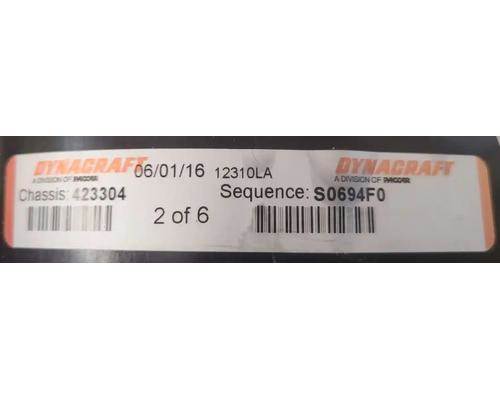 DYNACRAFT
A DIVISION OF PACCAR
06/01/16 12310LA
DYNACRAFT
A DIVISION OF PACCAR
Chassis: 423304
Sequence: S0694F0
2 of 6